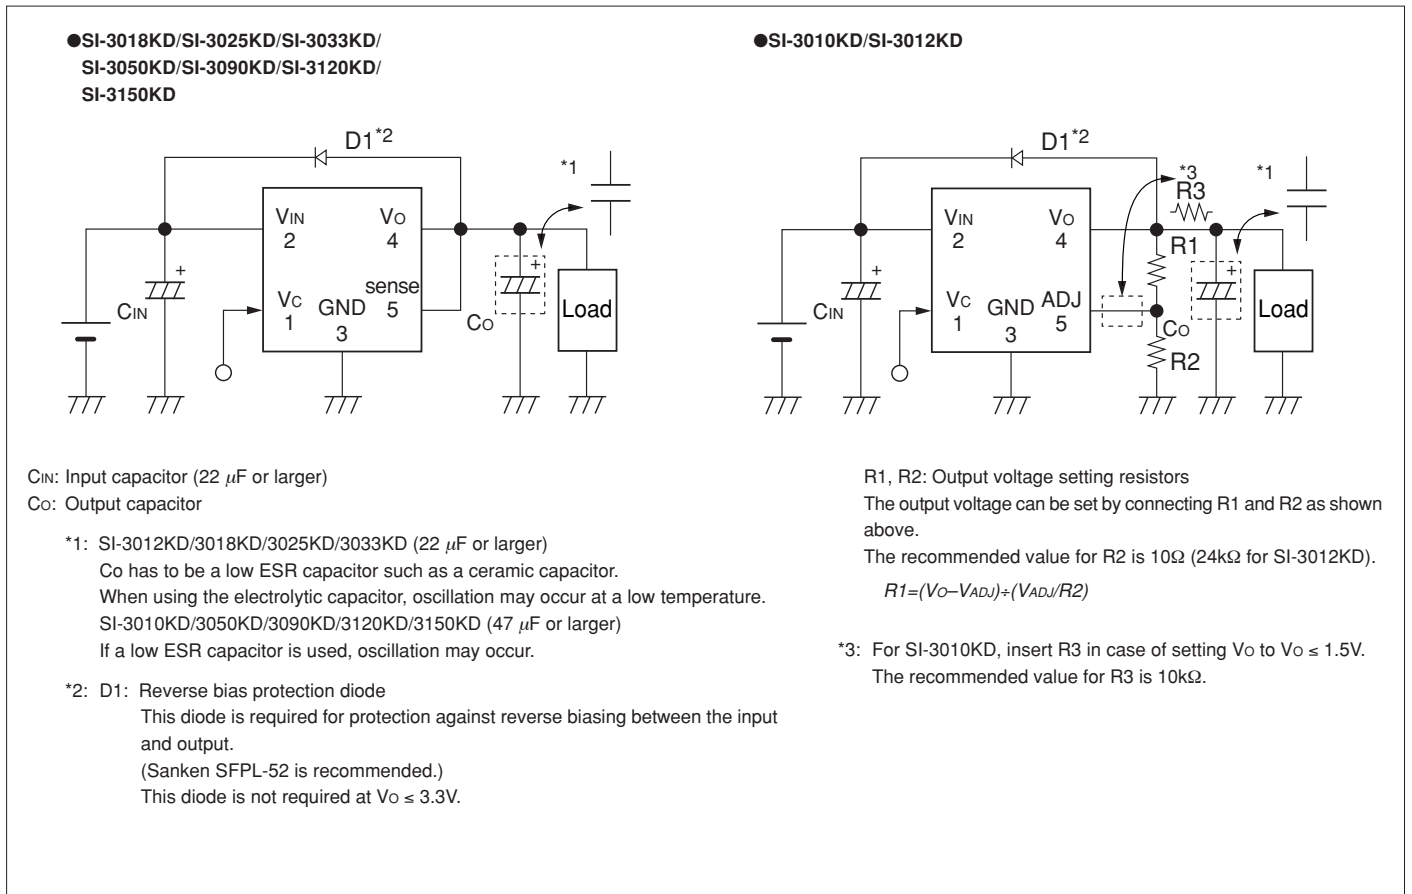 ●SI-3018KD/SI-3025KD/SI-3033KD/
SI-3050KD/SI-3090KD/SI-3120KD/
SI-3150KD
D1*2
*1
VIN
2
VO
4
sense
5
VC
1
GND
3
CIN
+
+
CO
Load
●SI-3010KD/SI-3012KD
D1*2
*3
R3
*1
VIN
2
VO
4
R1
VC
1
GND
3
ADJ
5
CIN
+
+
CO
R2
Load
CIN: Input capacitor (22 μF or larger)
CO: Output capacitor
*1: SI-3012KD/3018KD/3025KD/3033KD (22 μF or larger)
Co has to be a low ESR capacitor such as a ceramic capacitor.
When using the electrolytic capacitor, oscillation may occur at a low temperature.
SI-3010KD/3050KD/3090KD/3120KD/3150KD (47 μF or larger)
If a low ESR capacitor is used, oscillation may occur.
*2: D1: Reverse bias protection diode
This diode is required for protection against reverse biasing between the input
and output.
(Sanken SFPL-52 is recommended.)
This diode is not required at VO ≤ 3.3V.
R1, R2: Output voltage setting resistors
The output voltage can be set by connecting R1 and R2 as shown
above.
The recommended value for R2 is 10Ω (24kΩ for SI-3012KD).
R1=(VO–VADJ)÷(VADJ/R2)
*3: For SI-3010KD, insert R3 in case of setting VO to VO ≤ 1.5V.
The recommended value for R3 is 10kΩ.